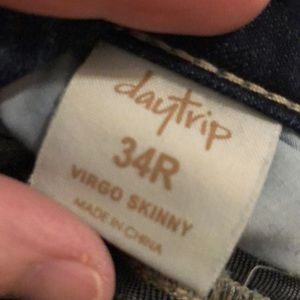 daytrip
34R
VIRGO SKINNY
MADE IN CHINA